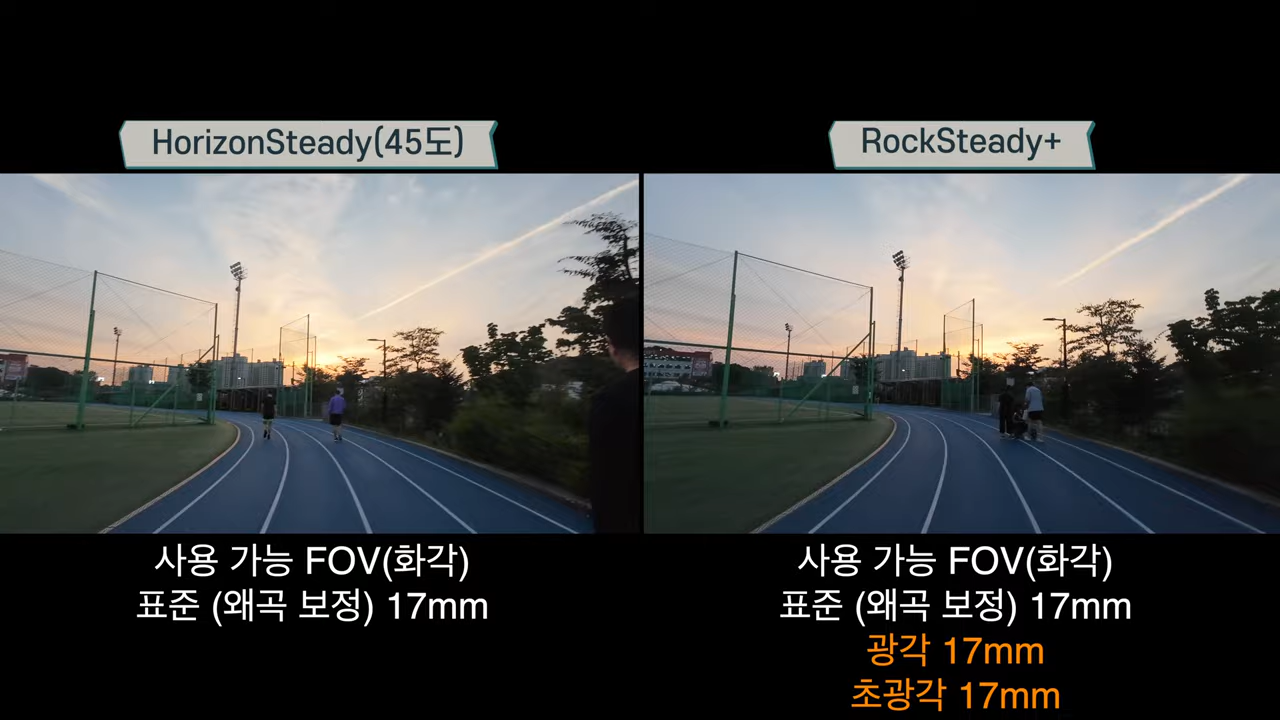 HorizonSteady(45도)
사용 가능 FOV(화각)
표준 (왜곡 보정) 17mm
RockSteady+
사용 가능 FOV(화각)
표준 (왜곡 보정) 17mm
광각 17mm
초광각 17mm